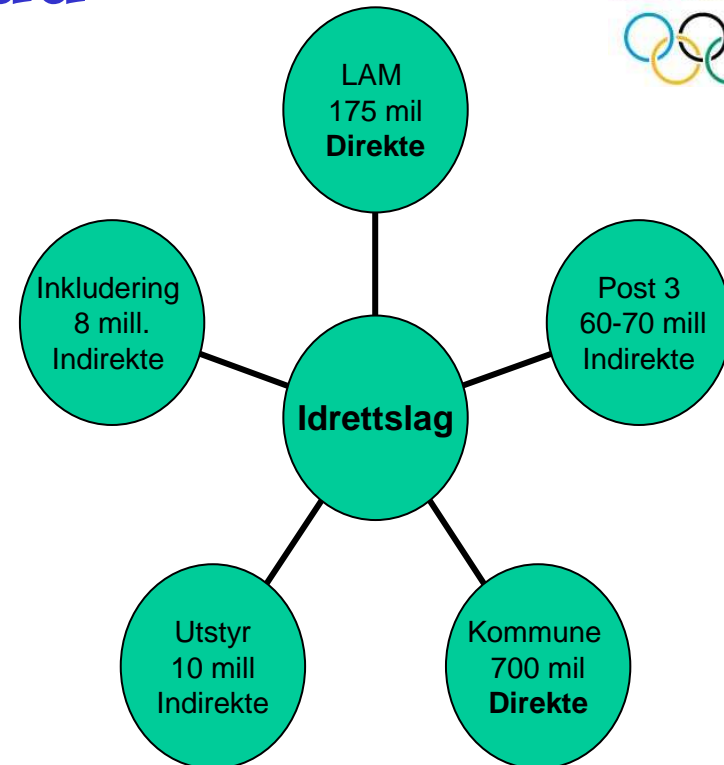 LAM
175 mil
Direkte
Inkludering
8 mill.
Indirekte
Post 3
60-70 mill
Indirekte
Idrettslag
Utstyr
10 mill
Indirekte
Kommune
700 mil
Direkte